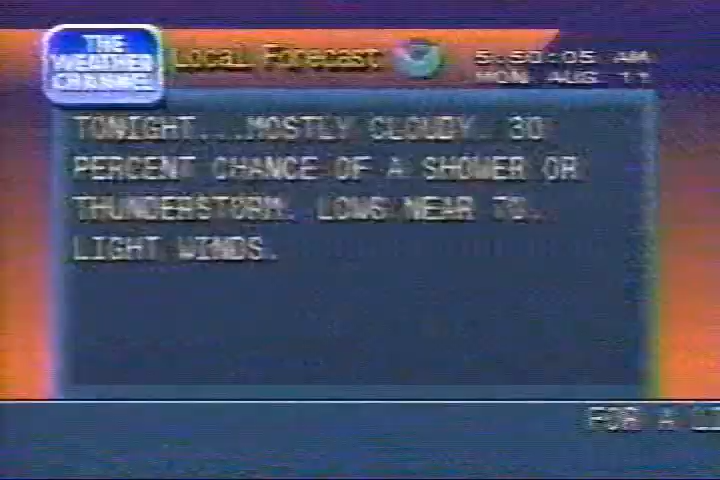 THE
WEATHER
CHANNEL
Local Forecast
5:50:05 AM
MON AUG 11
TONIGHT...MOSTLY CLOUDY. 30
PERCENT CHANCE OF A SHOWER OR
THUNDERSTORM. LOWS NEAR 70.
LIGHT WINDS.
FOR A LI